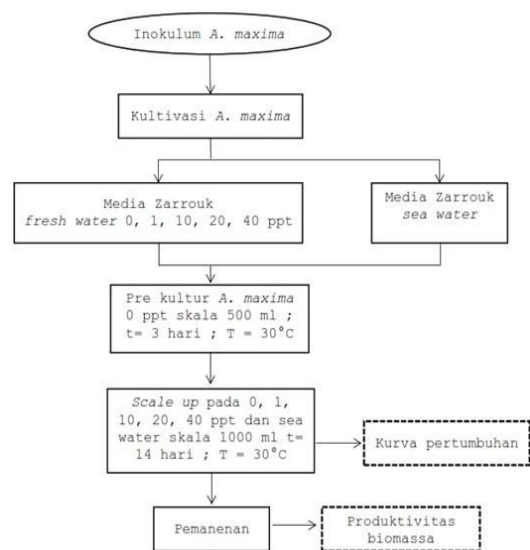 Inokulum A. maxima
Kultivasi A. maxima
Media Zarrouk
fresh water 0, 1, 10, 20, 40 ppt
Media Zarrouk
sea water
Pre kultur A. maxima
0 ppt skala 500 ml ;
t= 3 hari ; T = 30°C
Scale up pada 0, 1,
10, 20, 40 ppt dan sea
water skala 1000 ml t=
14 hari ; T = 30°C
Kurva pertumbuhan
Pemanenan
Produktivitas
biomassa